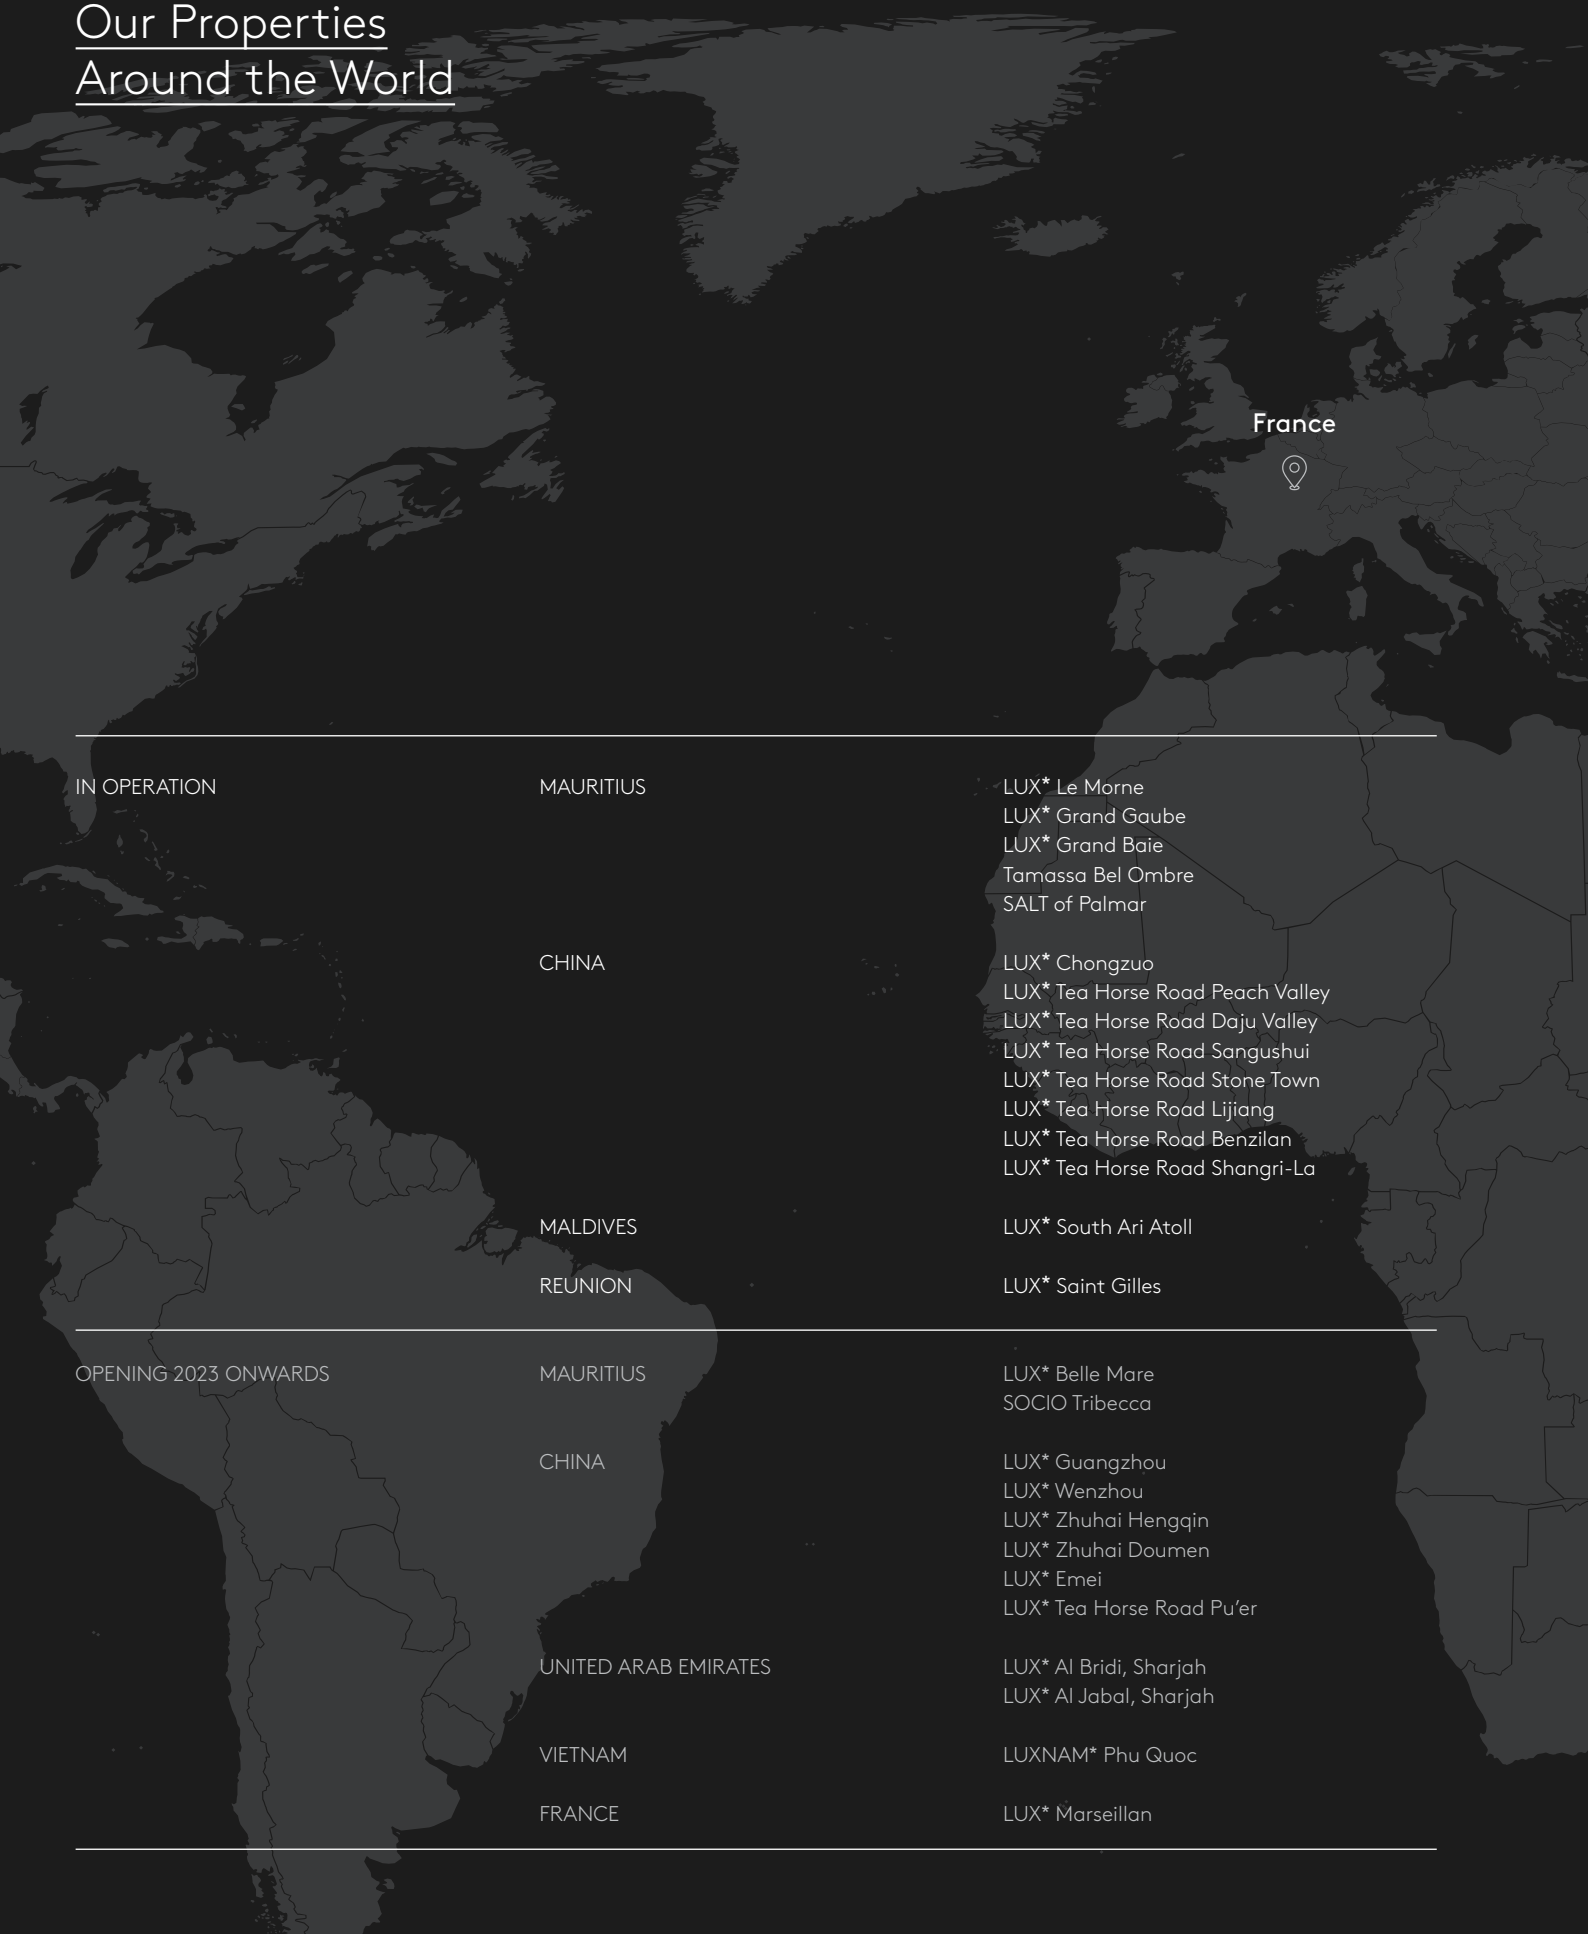 Our Properties
Around the World
France
IN OPERATION
MAURITIUS
LUX* Le Morne
LUX* Grand Gaube
LUX* Grand Baie
Tamassa Bel Ombre
SALT of Palmar
CHINA
LUX* Chongzuo
LUX* Tea Horse Road Peach Valley
LUX* Tea Horse Road Daju Valley
LUX* Tea Horse Road Sangushui
LUX* Tea Horse Road Stone Town
LUX* Tea Horse Road Lijiang
LUX* Tea Horse Road Benzilan
LUX* Tea Horse Road Shangri-La
MALDIVES
LUX* South Ari Atoll
REUNION
LUX* Saint Gilles
OPENING 2023 ONWARDS
MAURITIUS
LUX* Belle Mare
SOCIO Tribecca
CHINA
LUX* Guangzhou
LUX* Wenzhou
LUX* Zhuhai Hengqin
LUX* Zhuhai Doumen
LUX* Emei
LUX* Tea Horse Road Pu’er
UNITED ARAB EMIRATES
LUX* Al Bridi, Sharjah
LUX* Al Jabal, Sharjah
VIETNAM
LUXNAM* Phu Quoc
FRANCE
LUX* Marseillan